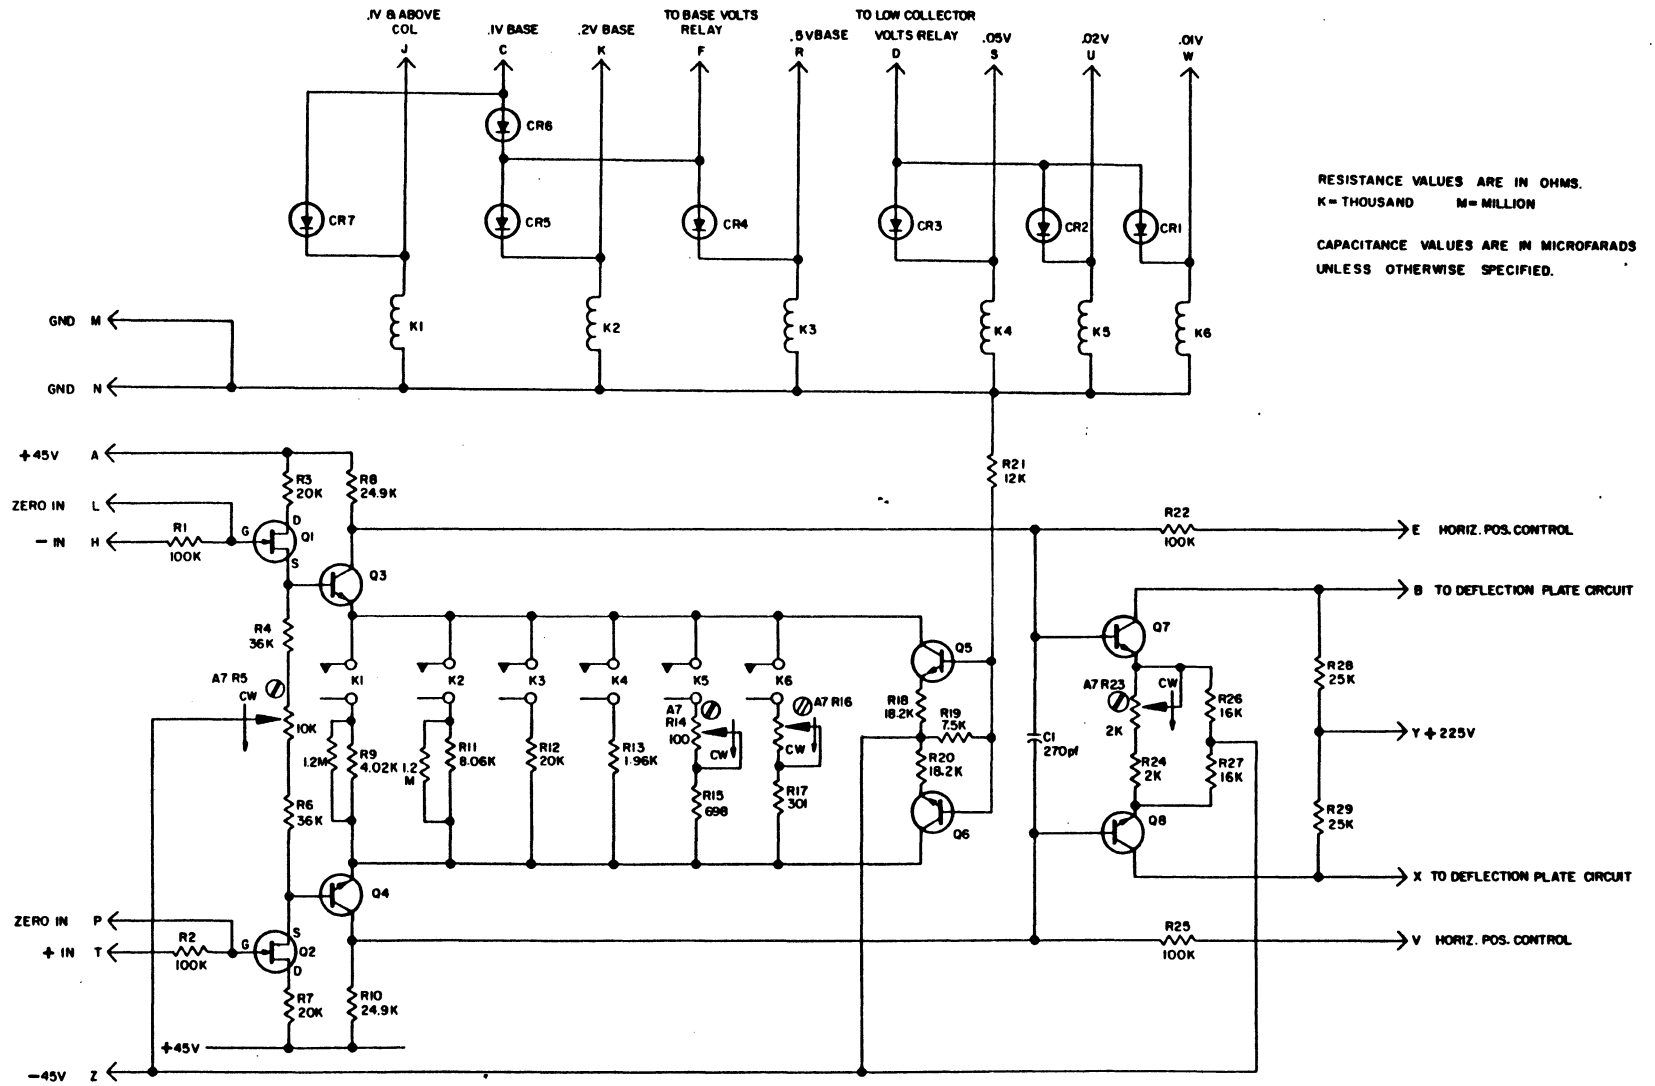 .1V & ABOVE
COL
J
.1V BASE
C
.2V BASE
K
TO BASE VOLTS
RELAY
F
.5VBASE
R
TO LOW COLLECTOR
VOLTS RELAY
D
.05V
S
.02V
U
.01V
W
CR6
CR7
CR5
CR4
CR3
CR2
CR1
RESISTANCE VALUES ARE IN OHMS.
K= THOUSAND M= MILLION
CAPACITANCE VALUES ARE IN MICROFARADS
UNLESS OTHERWISE SPECIFIED.
GND M
K1
K2
K3
K4
K5
K6
GND N
+45V A
R3
20K
R8
24.9K
R21
12K
ZERO IN L
R1
100K
- IN H
G
D
Q1
S
R22
100K
E HORIZ. POS. CONTROL
Q3
B TO DEFLECTION PLATE CIRCUIT
R4
36K
Q7
Q5
A7 R5
CW
10K
K1
K2
K3
K4
K5
K6
A7
R14
100
CW
A7 R16
CW
R18
18.2K
R19
7.5K
A7 R23
CW
2K
R26
16K
R28
25K
1.2M
R9
4.02K
1.2
M
R11
8.06K
R12
20K
R13
1.96K
R20
18.2K
C1
270pf
Y + 225V
R24
2K
R27
16K
R6
36K
R15
698
R17
301
Q6
Q8
R29
25K
Q4
X TO DEFLECTION PLATE CIRCUIT
ZERO IN P
R2
100K
+ IN T
G
S
Q2
D
R25
100K
V HORIZ. POS. CONTROL
R7
20K
R10
24.9K
+45V
-45V Z